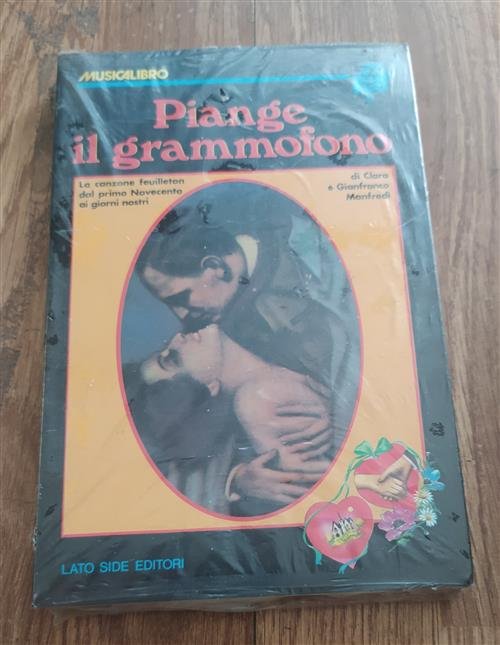 MUSICALIBRO
Piange
il grammofono
La canzone feuilleton
dal primo Novecento
ai giorni nostri
di Clara
e Gianfranco
Manfredi
LATO SIDE EDITORI